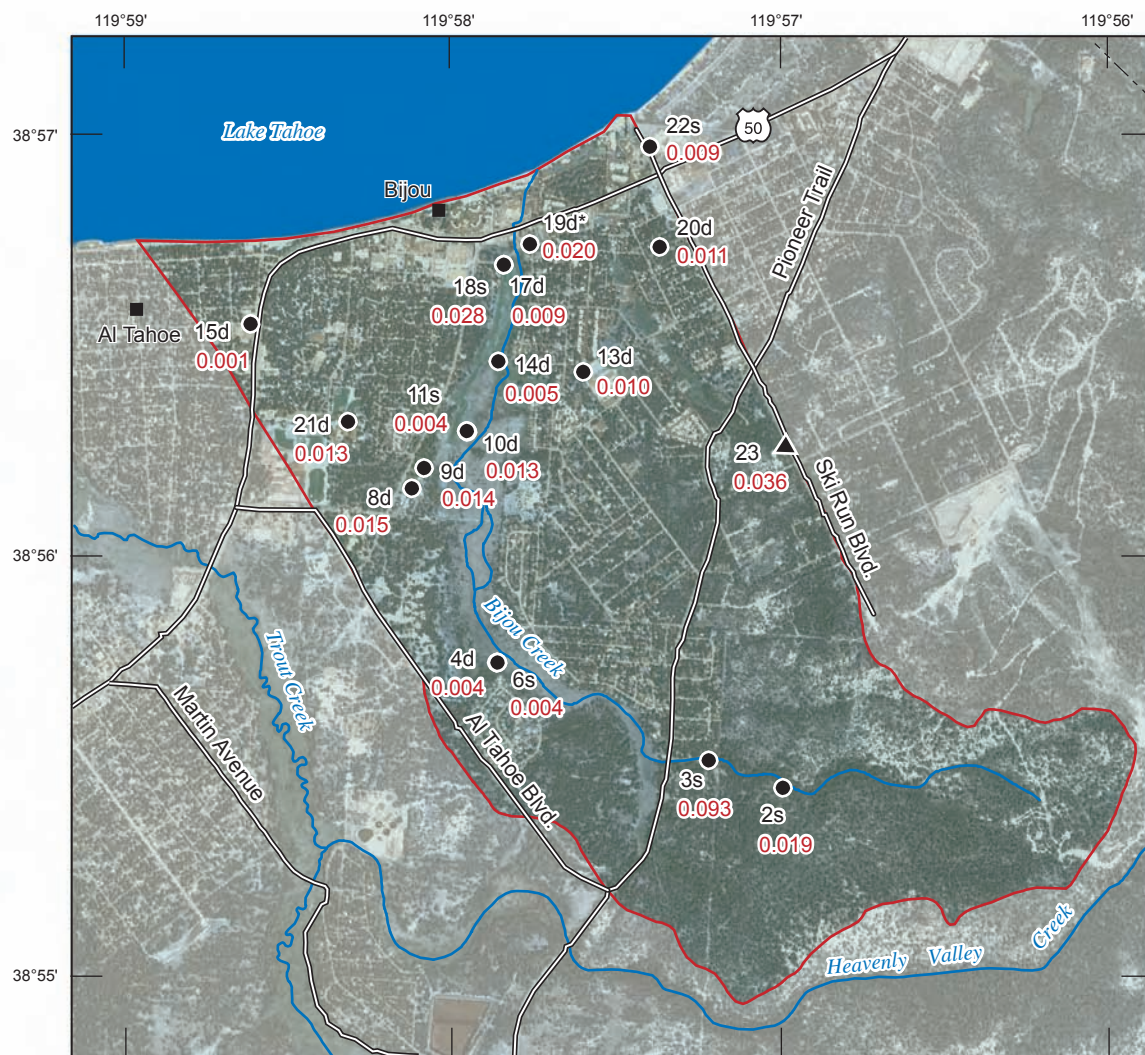 119°59'
119°58'
119°57'
119°56'
38°57'
Lake Tahoe
22s
0.009
50
Bijou
Pioneer Trail
19d*
0.020
20d
0.011
18s
0.028
17d
0.009
Al Tahoe
15d
0.001
14d
0.005
13d
0.010
11s
0.004
21d
0.013
10d
0.013
23
0.036
9d
0.014
8d
0.015
Ski Run Blvd.
38°56'
Bijou Creek
Trout Creek
4d
0.004
6s
0.004
Martin Avenue
Al Tahoe Blvd.
3s
0.093
2s
0.019
Heavenly Valley Creek
38°55'